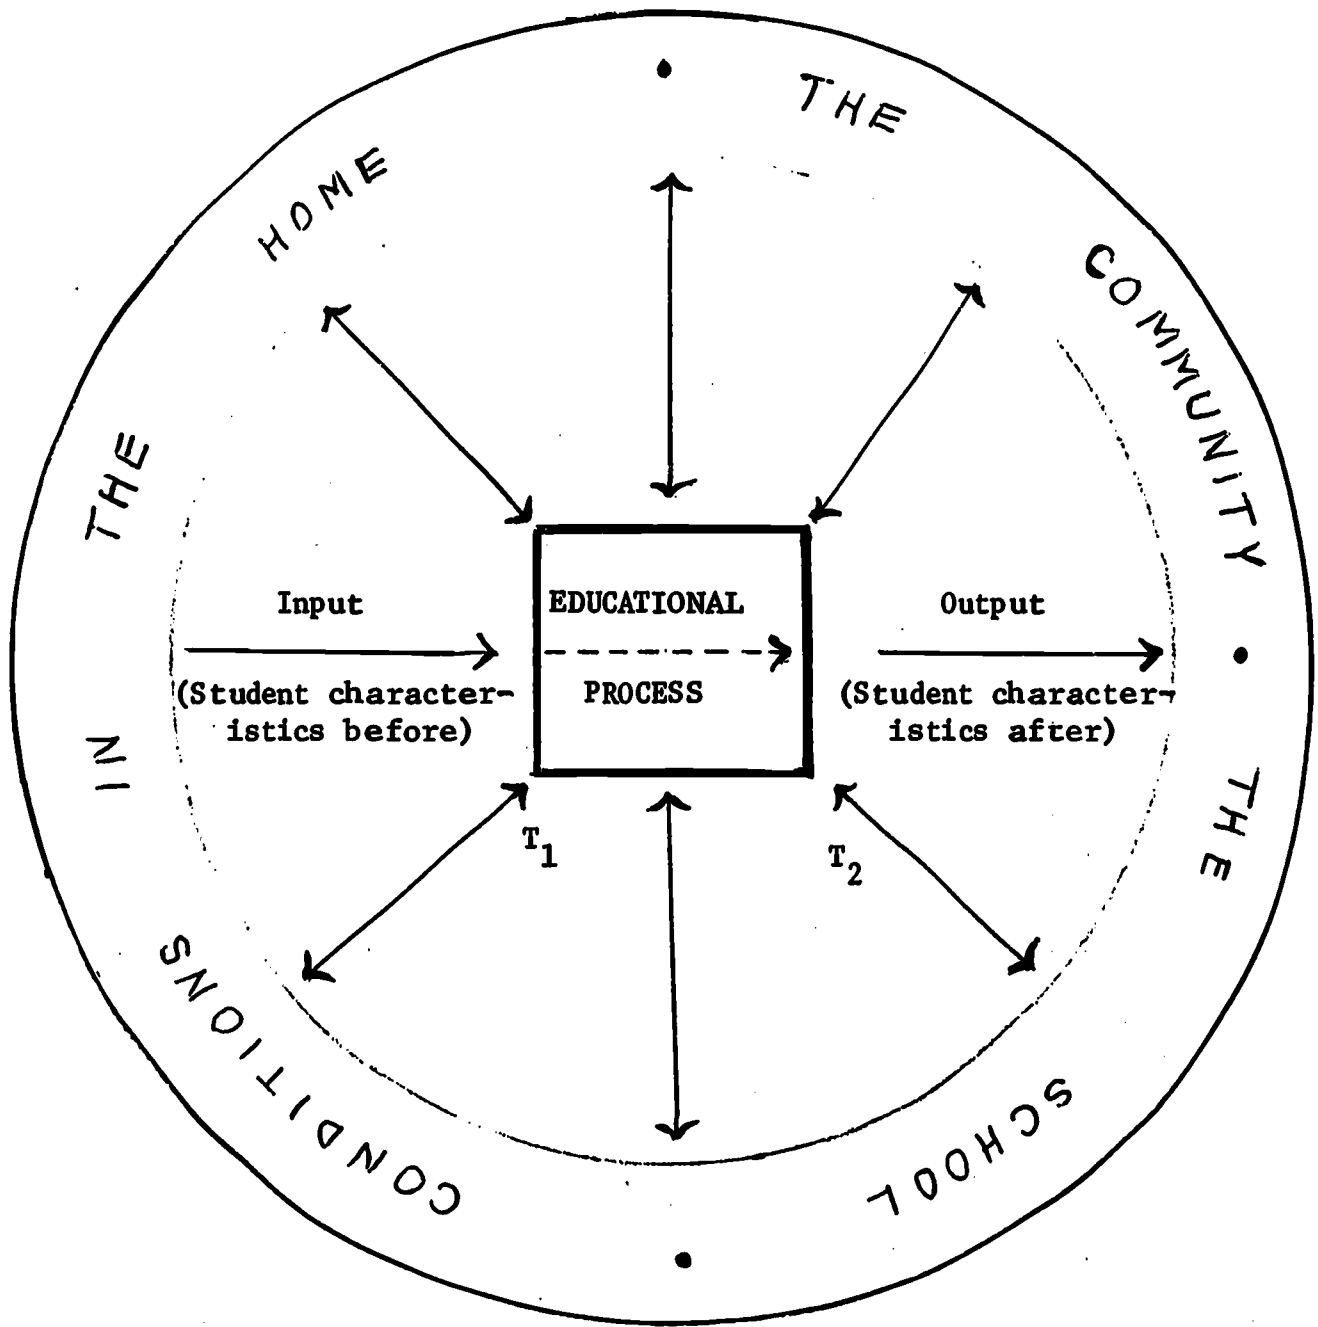 CONDITIONS IN THE HOME • THE COMMUNITY • THE SCHOOL •
Input
(Student character-
istics before)
EDUCATIONAL
PROCESS
Output
(Student character-
istics after)
T1
T2